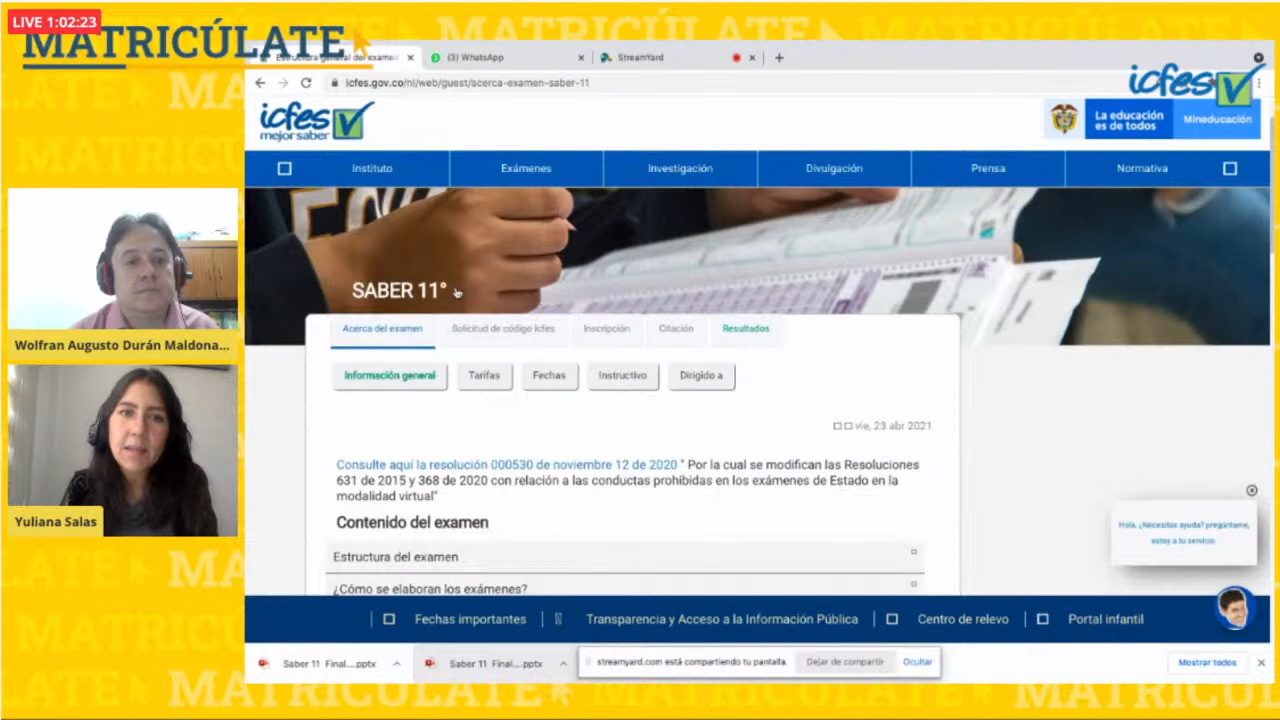 LIVE 1:02:23
MATRICÚLATE
Estructura general del examen
(3) WhatsApp
StreamYard
icfes.gov.co/nl/web/guest/acerca-examen-saber-11
icfes
icfes
mejor saber
La educación
es de todos
Mineducación
Instituto
Exámenes
Investigación
Divulgación
Prensa
Normativa
SABER 11°
Acerca del examen
Solicitud de código Icfes
Inscripción
Citación
Resultados
Información general
Tarifas
Fechas
Instructivo
Dirigido a
vie, 23 abr 2021
Consulte aquí la resolución 000530 de noviembre 12 de 2020 " Por la cual se modifican las Resoluciones
631 de 2015 y 368 de 2020 con relación a las conductas prohibidas en los exámenes de Estado en la
modalidad virtual"
Contenido del examen
Estructura del examen
¿Cómo se elaboran los exámenes?
Hola, ¿Necesitas ayuda? pregúntame,
estoy a tu servicio.
Wolfran Augusto Durán Maldona...
Yuliana Salas
Fechas importantes
Transparencia y Acceso a la Información Pública
Centro de relevo
Portal infantil
Saber 11 Final....pptx
Saber 11 Final....pptx
streamyard.com está compartiendo tu pantalla.
Dejar de compartir
Ocultar
Mostrar todos